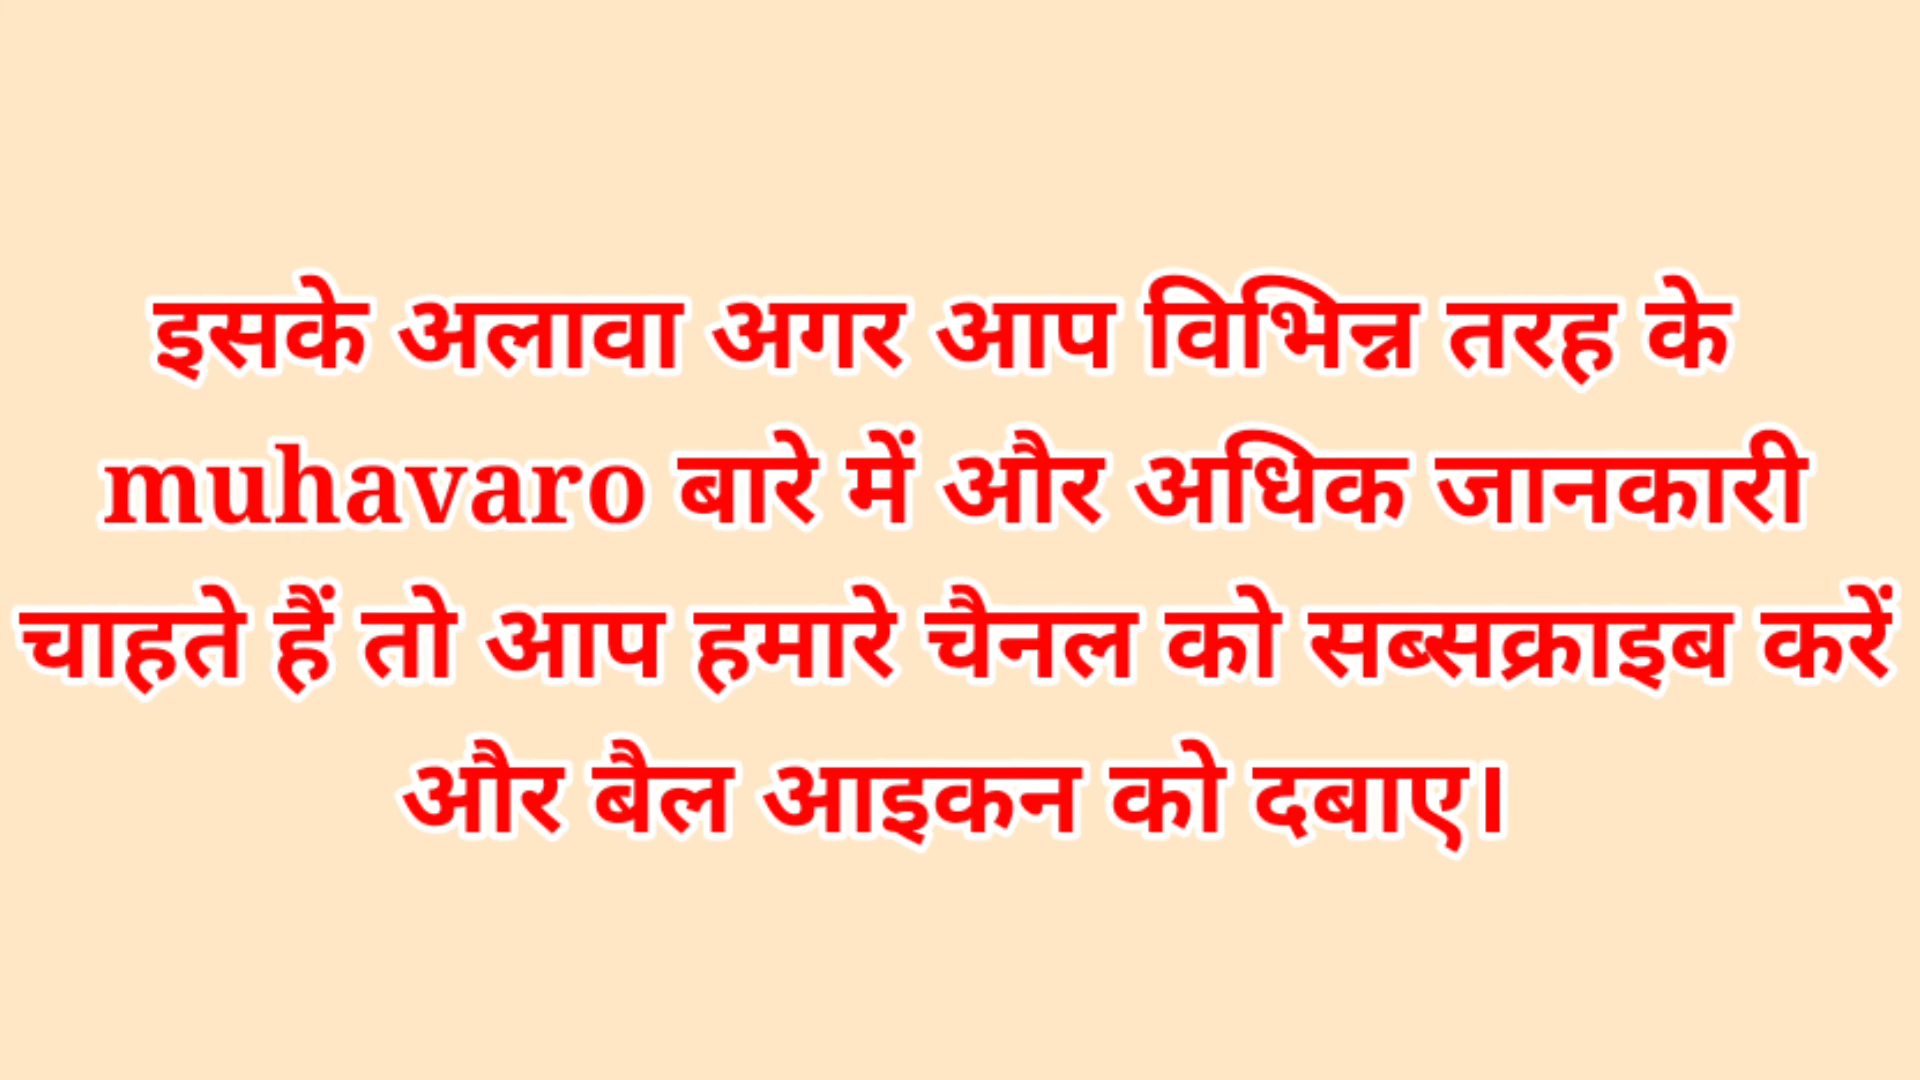 इसके अलावा अगर आप विभिन्न तरह के
muhavaro बारे में और अधिक जानकारी
चाहते हैं तो आप हमारे चैनल को सब्सक्राइब करें
और बैल आइकन को दबाए।